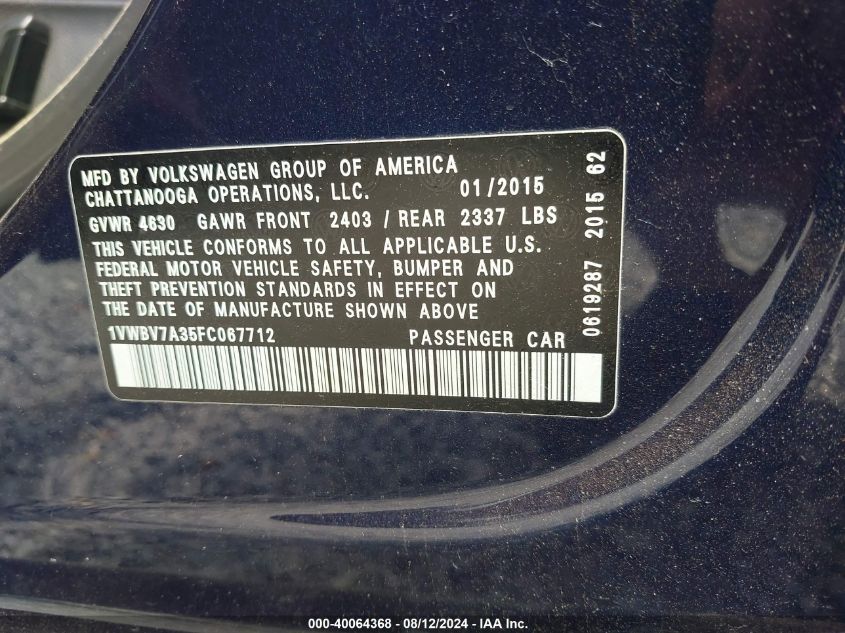 MFD BY VOLKSWAGEN GROUP OF AMERICA
CHATTANOOGA OPERATIONS, LLC. 01/2015
GVWR 4630 GAWR FRONT 2403 / REAR 2337 LBS
THIS VEHICLE CONFORMS TO ALL APPLICABLE U.S.
FEDERAL MOTOR VEHICLE SAFETY, BUMPER AND
THEFT PREVENTION STANDARDS IN EFFECT ON
THE DATE OF MANUFACTURE SHOWN ABOVE
1VWBV7A35FC067712 PASSENGER CAR
0619287 2015 62
000-40064368 - 08/12/2024 - IAA Inc.